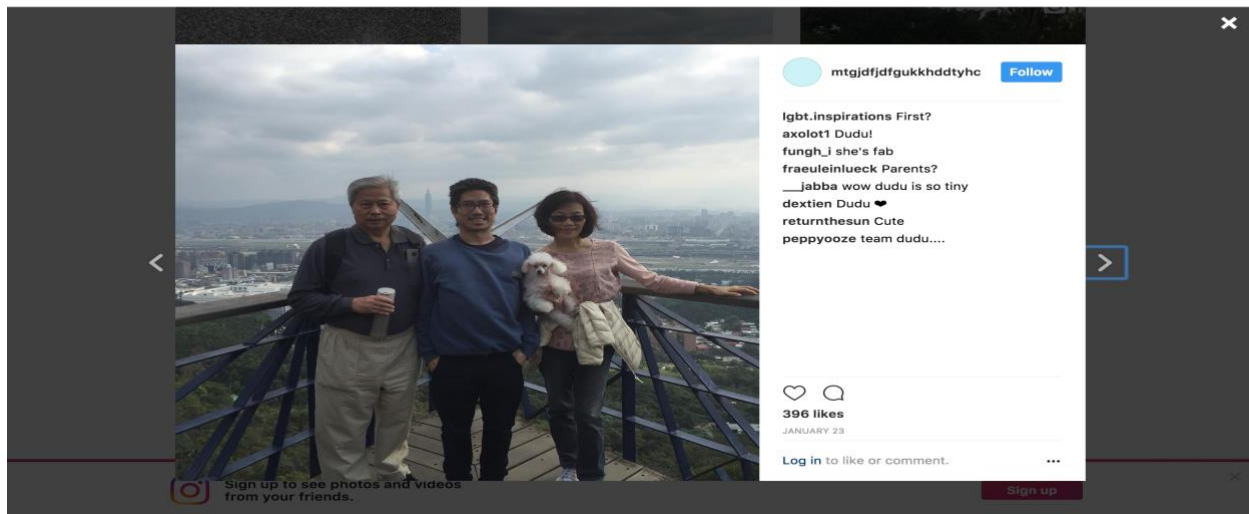 mtgjdfjdfgukkhddtyhc Follow
lgbt.inspirations First?
axolot1 Dudu!
fungh_i she's fab
fraeuleinlueck Parents?
__jabba wow dudu is so tiny
dextien Dudu ❤
returnthesun Cute
peppyooze team dudu....
396 likes
JANUARY 23
Log in to like or comment.
Sign up to see photos and videos
from your friends.
Sign up